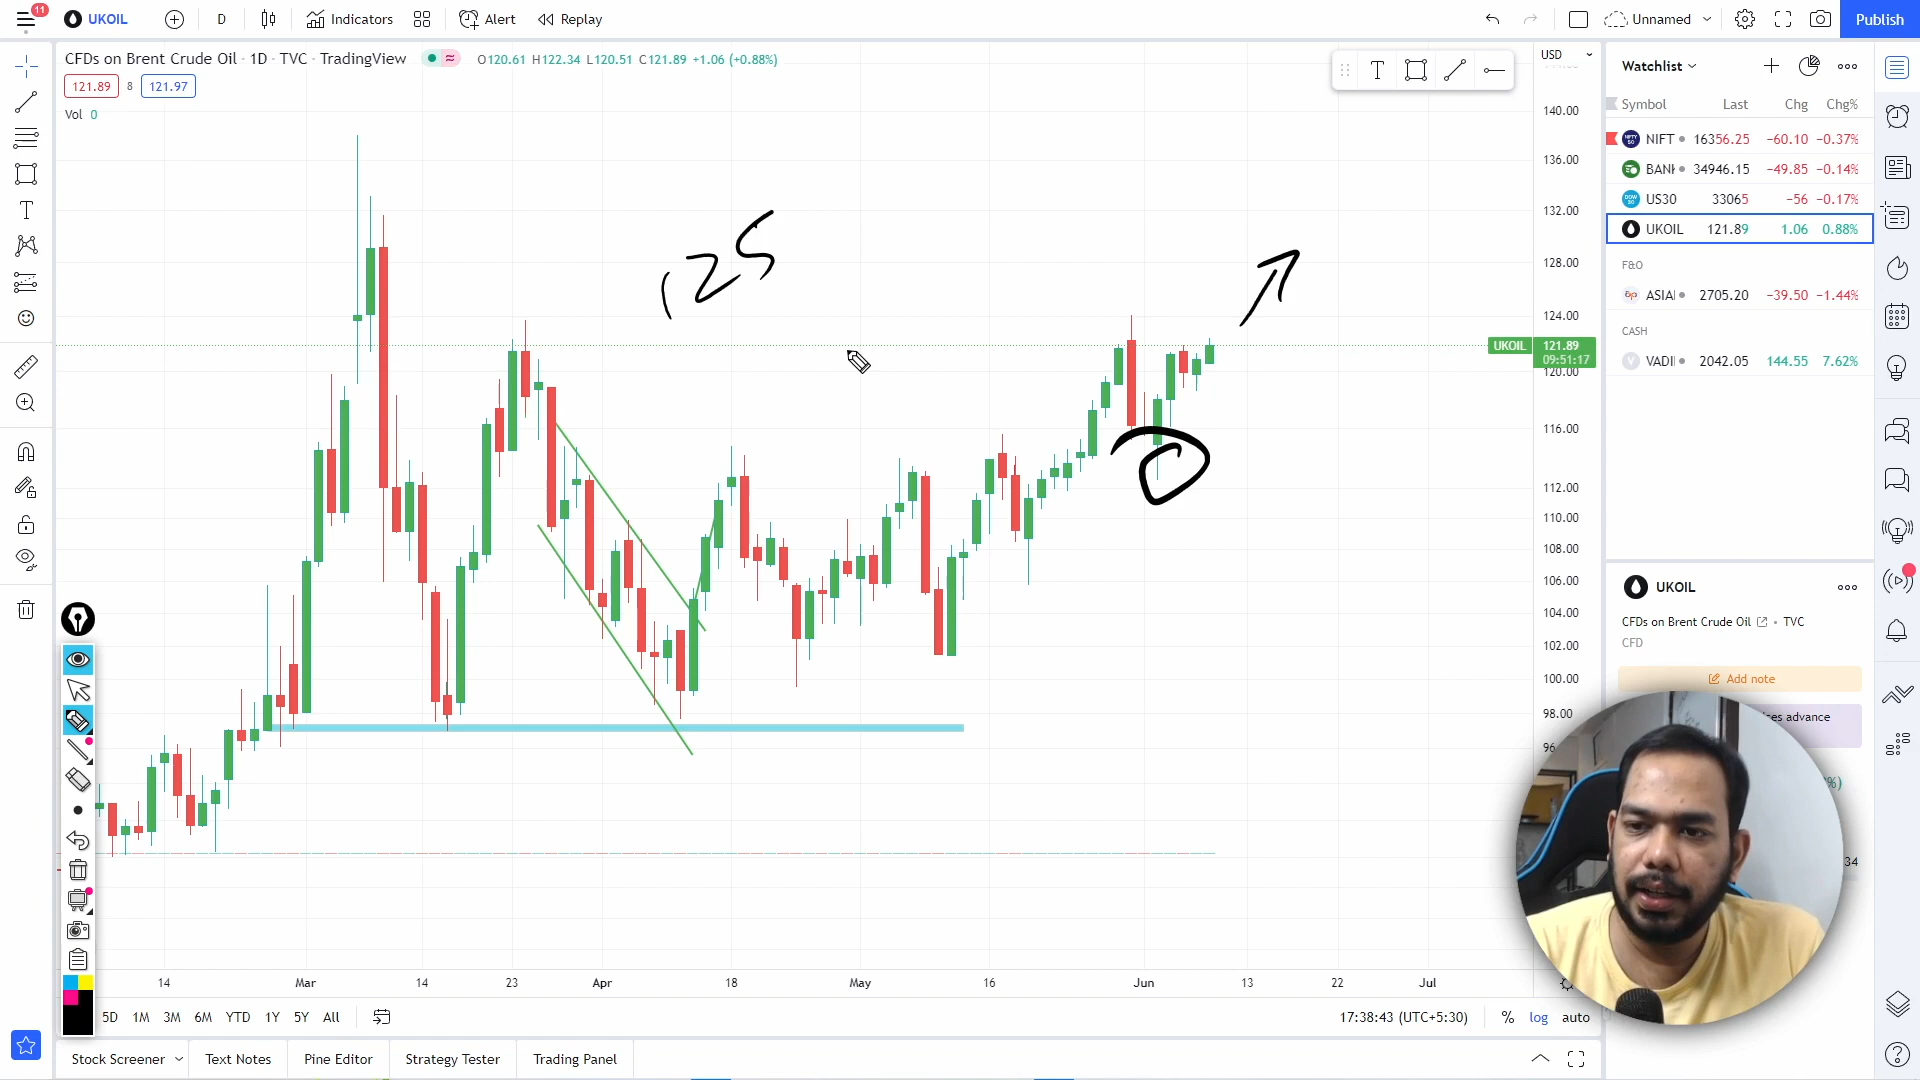 11
UKOIL
D
Indicators
Alert
Replay
Unnamed
Publish
CFDs on Brent Crude Oil · 1D · TVC · TradingView
O120.61 H122.34 L120.51 C121.89 +1.06 (+0.88%)
121.89 8 121.97
Vol 0
125
USD
140.00
136.00
132.00
128.00
124.00
UKOIL 121.89
09:51:17
120.00
116.00
112.00
110.00
108.00
106.00
104.00
102.00
100.00
98.00
96
14 Mar 14 23 Apr 18 May 16 Jun 13 22 Jul
5D 1M 3M 6M YTD 1Y 5Y All
17:38:43 (UTC+5:30) % log auto
Stock Screener Text Notes Pine Editor Strategy Tester Trading Panel
Watchlist
Symbol Last Chg Chg%
NIFT 16356.25 −60.10 −0.37%
BANK 34946.15 −49.85 −0.14%
US30 33065 −56 −0.17%
UKOIL 121.89 1.06 0.88%
F&O
ASIAI 2705.20 −39.50 −1.44%
CASH
VADI 2042.05 144.55 7.62%
UKOIL
CFDs on Brent Crude Oil • TVC
CFD
Add note
advance
%)
34